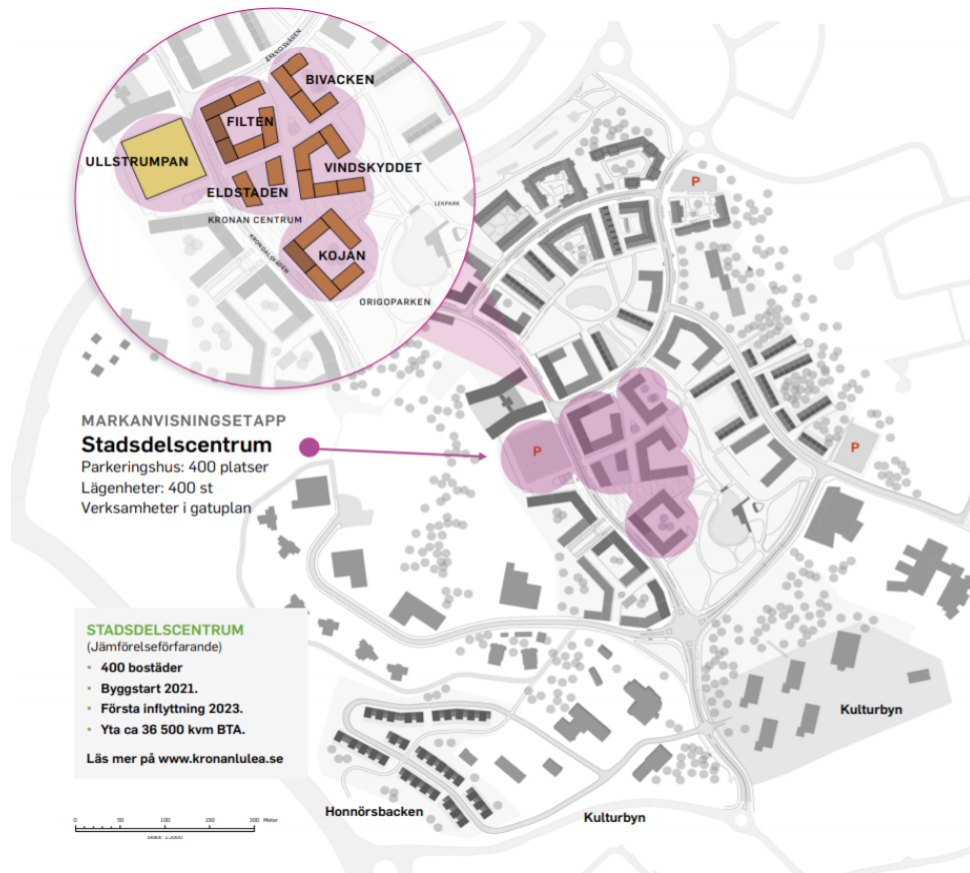 BIVACKEN
FILTEN
ULLSTRUMPAN
VINDSKYDDET
ELDSTADEN
LEKPARK
KRONAN CENTRUM
KRONDALSVÄGEN
KOJAN
ORIGOPARKEN
P
MARKANVISNINGSETAPP
Stadsdelscentrum
Parkeringshus: 400 platser
Lägenheter: 400 st
Verksamheter i gatuplan
P
P
STADSDELSCENTRUM
(Jämförelseförfarande)
• 400 bostäder
• Byggstart 2021.
• Första inflyttning 2023.
• Yta ca 36 500 kvm BTA.
Läs mer på www.kronanlulea.se
Kulturbyn
Honnörsbacken
Kulturbyn
0 50 100 150 200 Meter